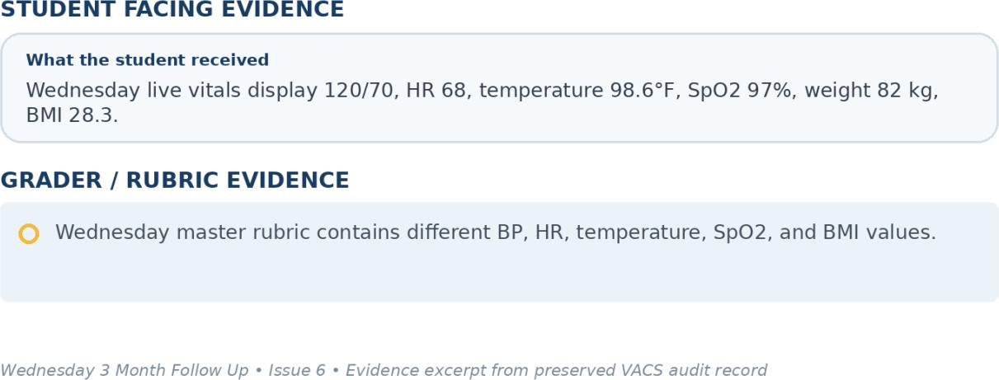 STUDENT FACING EVIDENCE
What the student received
Wednesday live vitals display 120/70, HR 68, temperature 98.6°F, SpO2 97%, weight 82 kg,
BMI 28.3.
GRADER / RUBRIC EVIDENCE
Wednesday master rubric contains different BP, HR, temperature, SpO2, and BMI values.
Wednesday 3 Month Follow Up • Issue 6 • Evidence excerpt from preserved VACS audit record